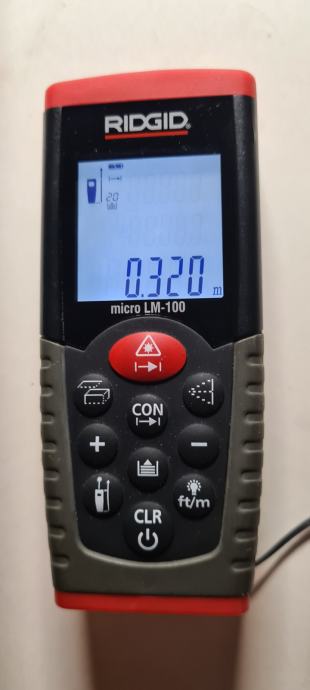 RIDGID®
20
0.320 m
micro LM-100
CON
+ −
ft/m
CLR